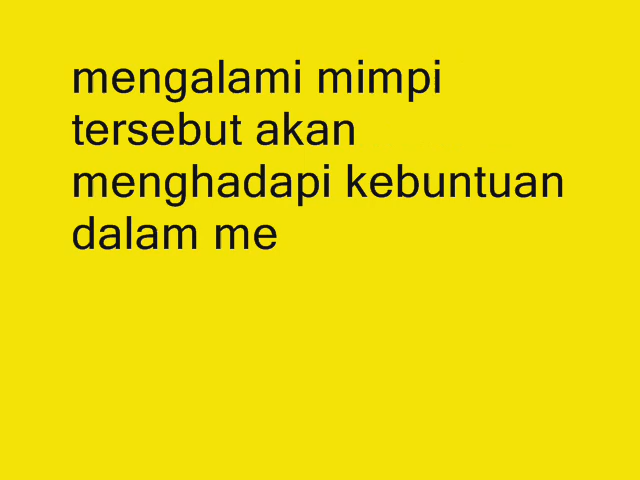 mengalami mimpi
tersebut akan
menghadapi kebuntuan
dalam me